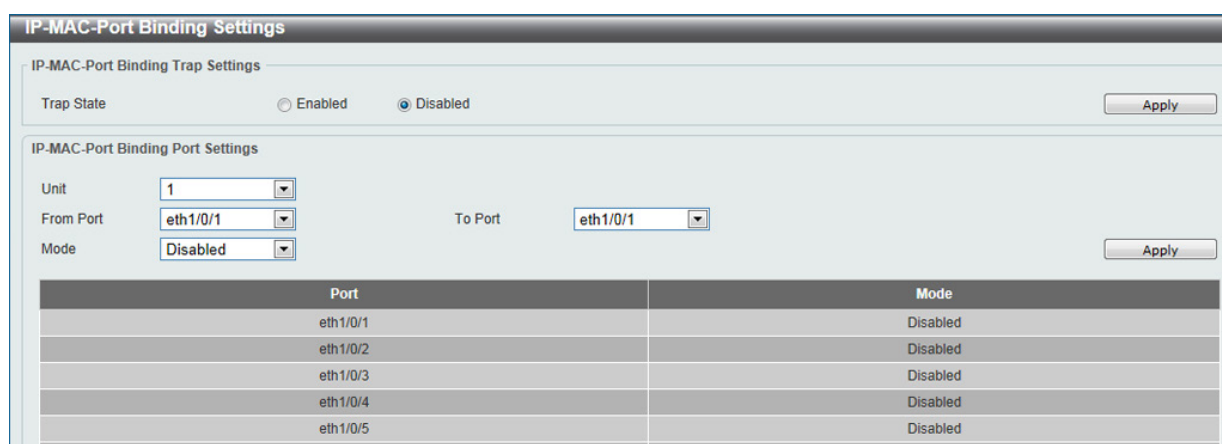 IP-MAC-Port Binding Settings
IP-MAC-Port Binding Trap Settings
Trap State Enabled Disabled Apply
IP-MAC-Port Binding Port Settings
Unit 1
From Port eth1/0/1 To Port eth1/0/1
Mode Disabled Apply
Port Mode
eth1/0/1 Disabled
eth1/0/2 Disabled
eth1/0/3 Disabled
eth1/0/4 Disabled
eth1/0/5 Disabled